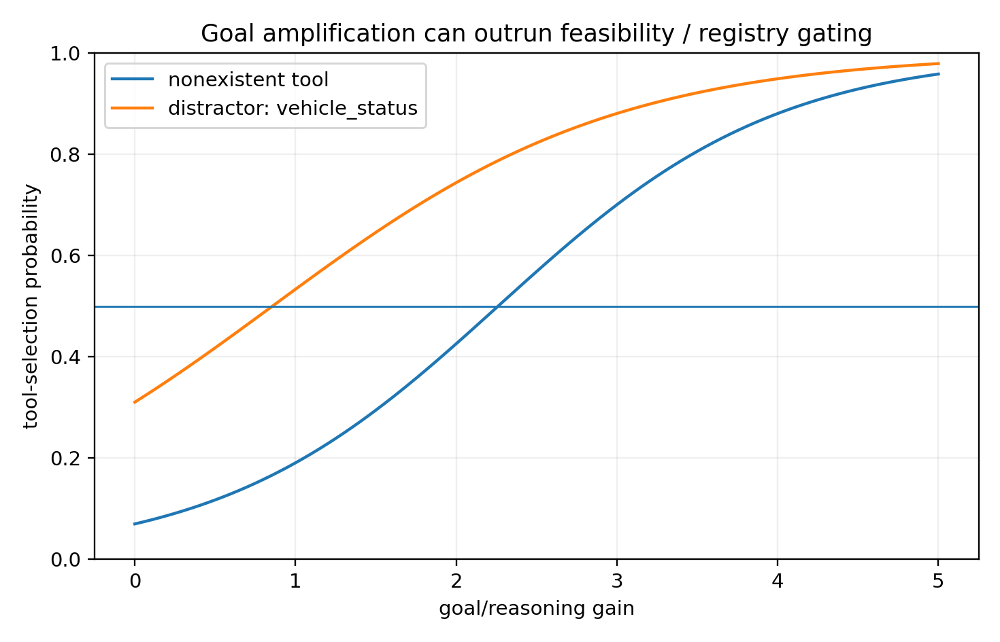 Goal amplification can outrun feasibility / registry gating
nonexistent tool
distractor: vehicle_status
tool-selection probability
1.0
0.8
0.6
0.4
0.2
0.0
0 1 2 3 4 5
goal/reasoning gain